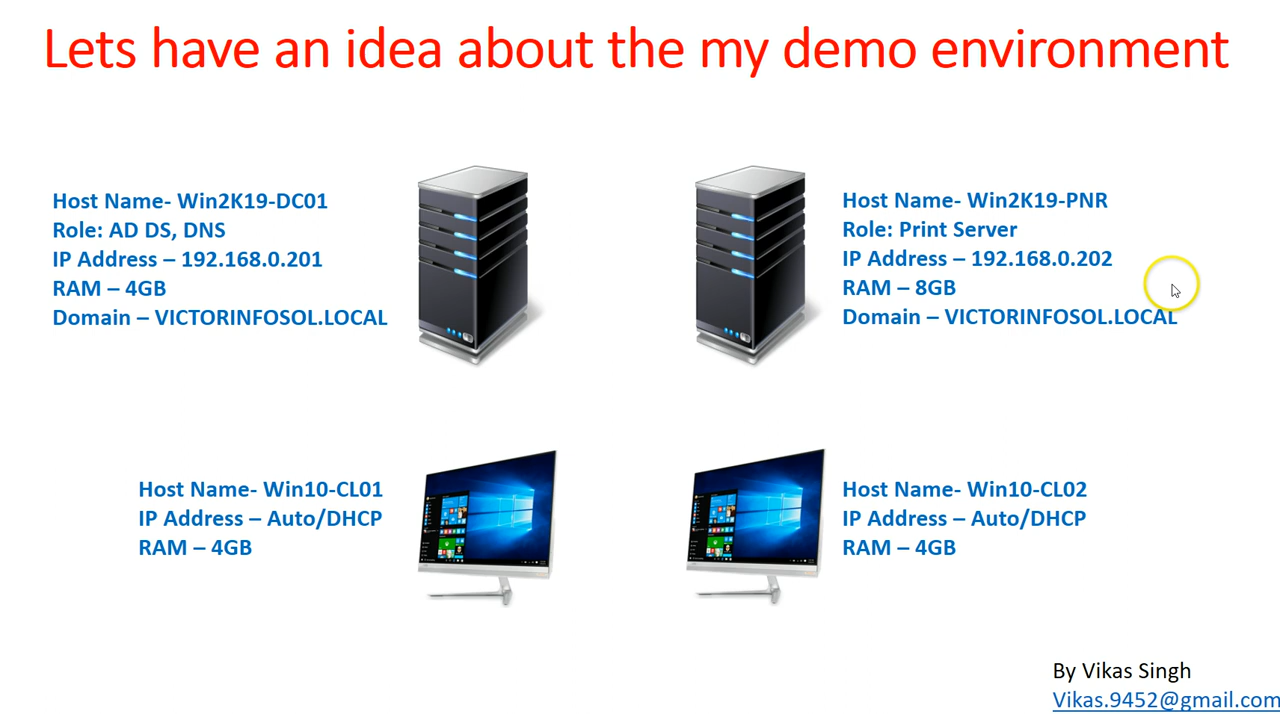 Lets have an idea about the my demo environment
Host Name- Win2K19-DC01
Role: AD DS, DNS
IP Address – 192.168.0.201
RAM – 4GB
Domain – VICTORINFOSOL.LOCAL
Host Name- Win2K19-PNR
Role: Print Server
IP Address – 192.168.0.202
RAM – 8GB
Domain – VICTORINFOSOL.LOCAL
Host Name- Win10-CL01
IP Address – Auto/DHCP
RAM – 4GB
Host Name- Win10-CL02
IP Address – Auto/DHCP
RAM – 4GB
By Vikas Singh
Vikas.9452@gmail.com